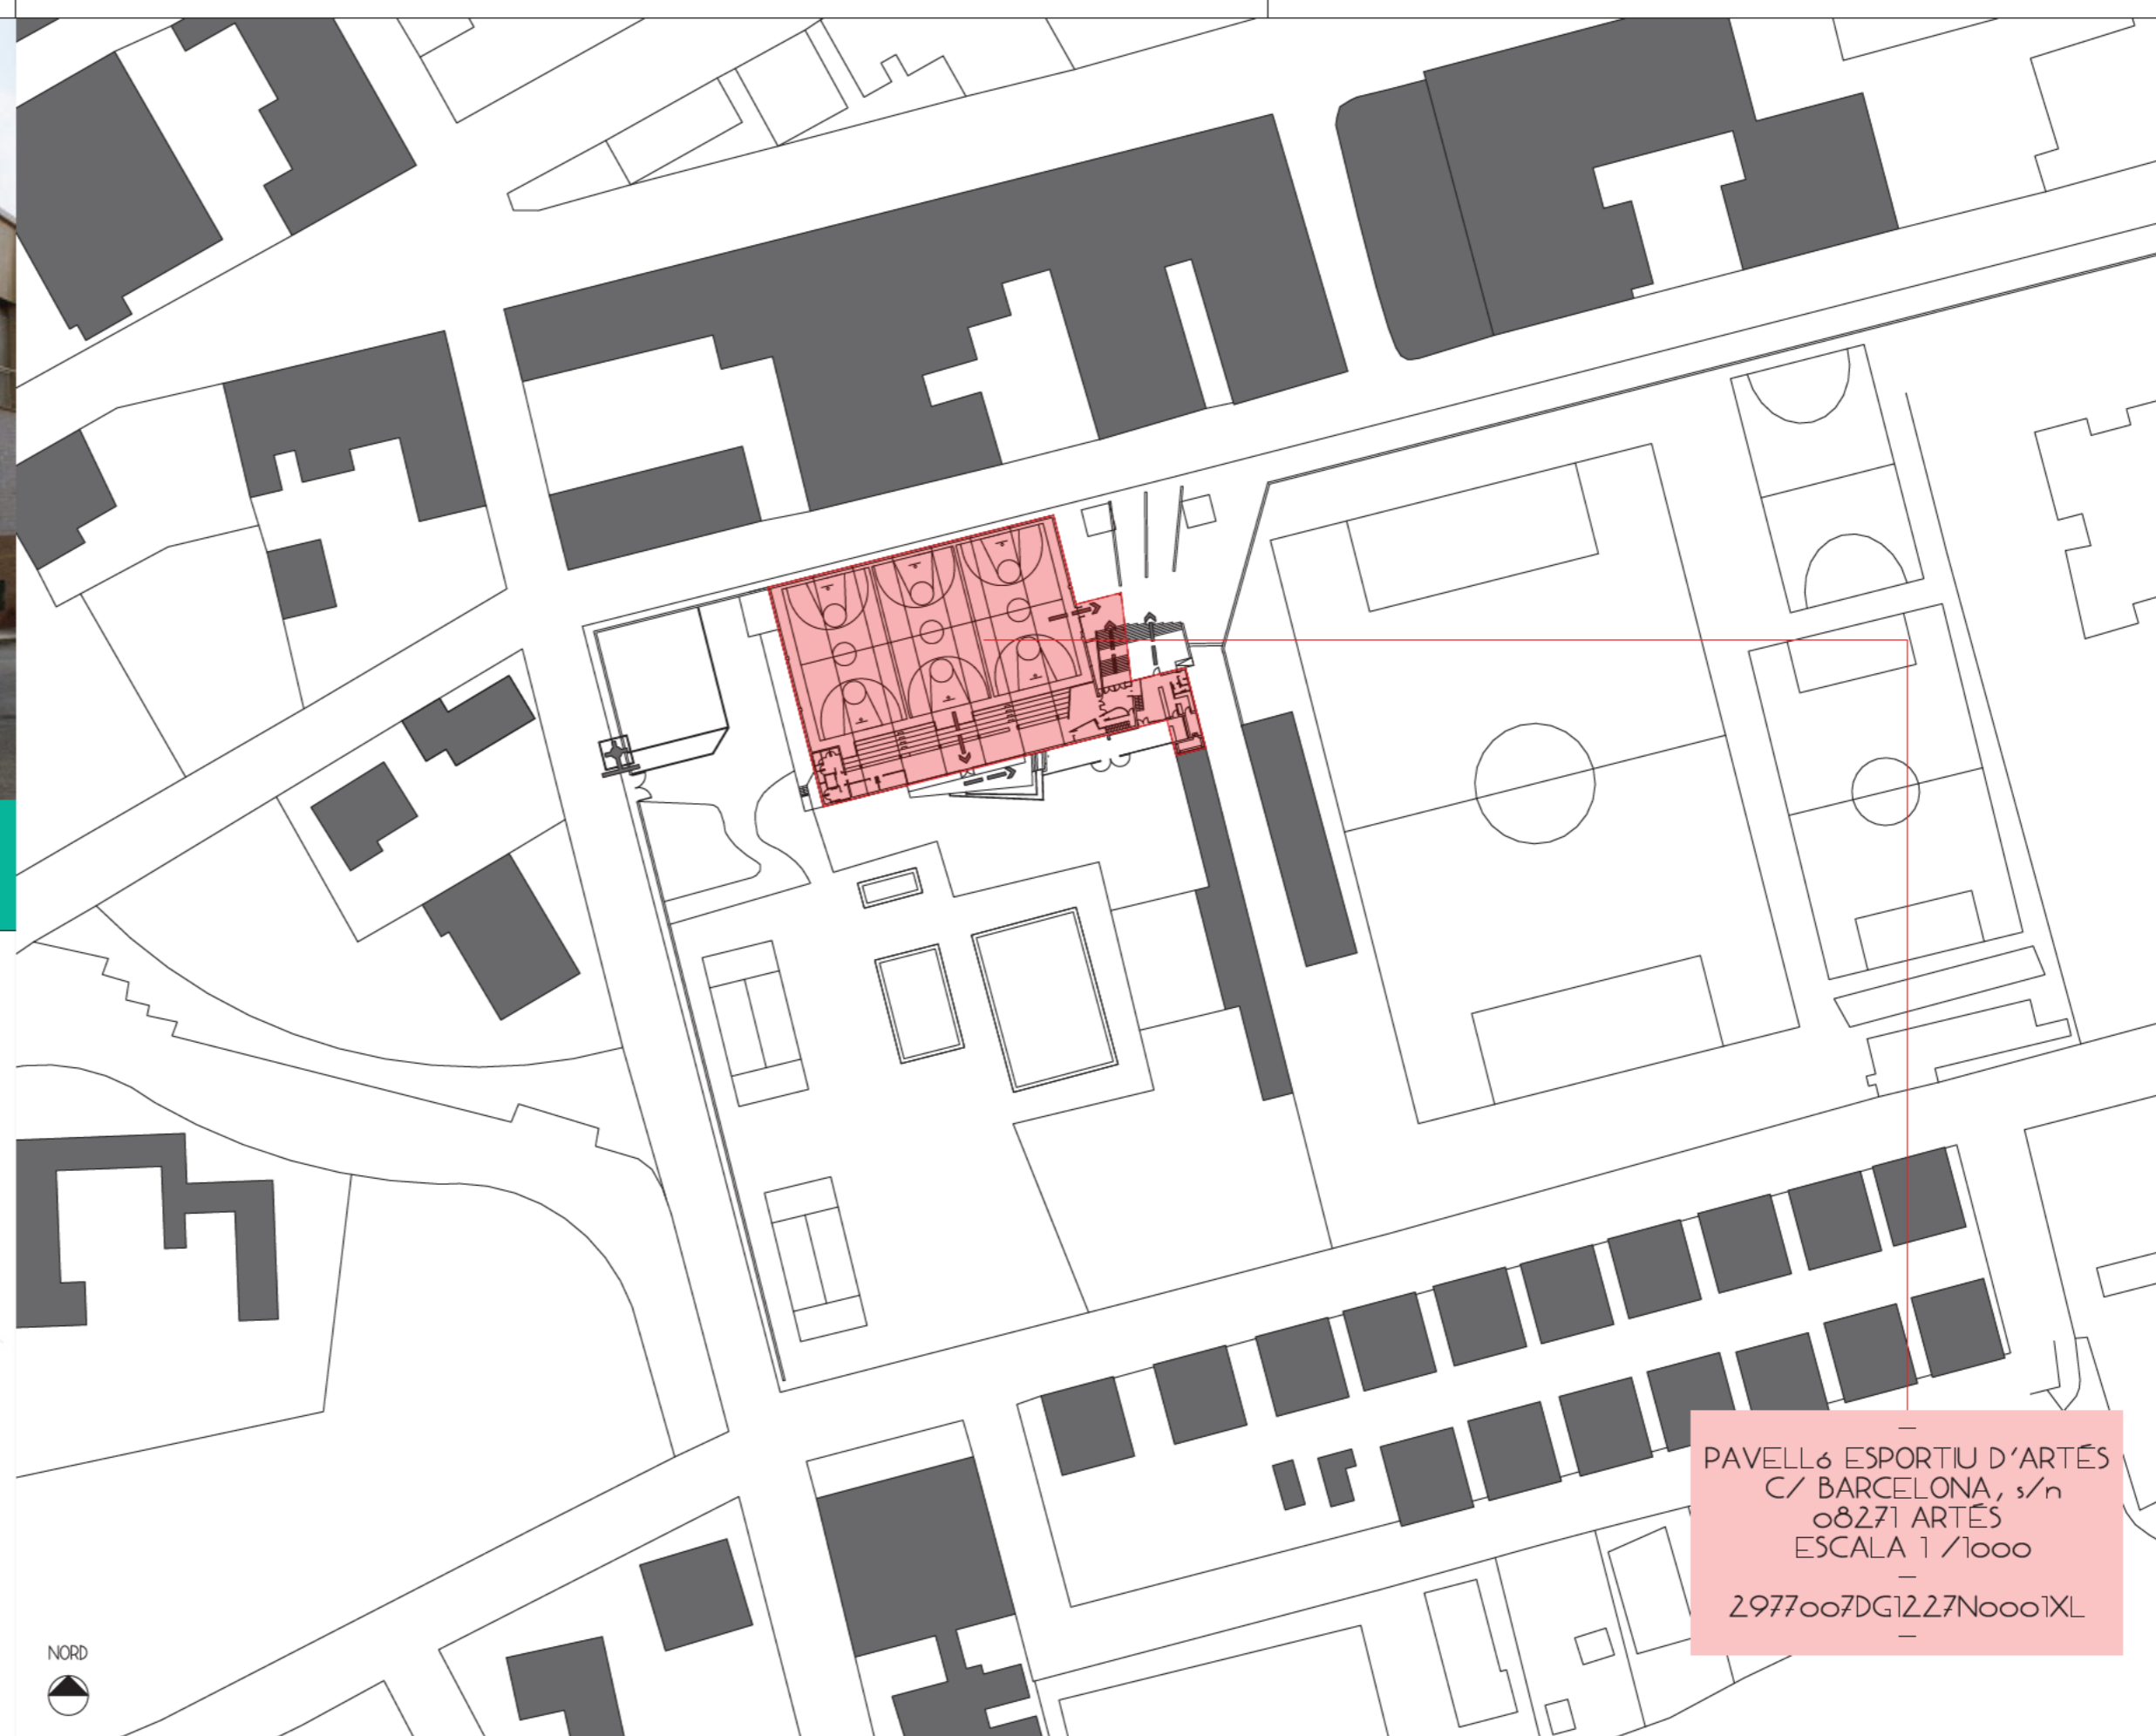 PAVELLó ESPORTIU D'ARTÉS
C/ BARCELONA, s/n
08271 ARTÉS
ESCALA 1 /1000
2977007DG1227N0001XL
NORD